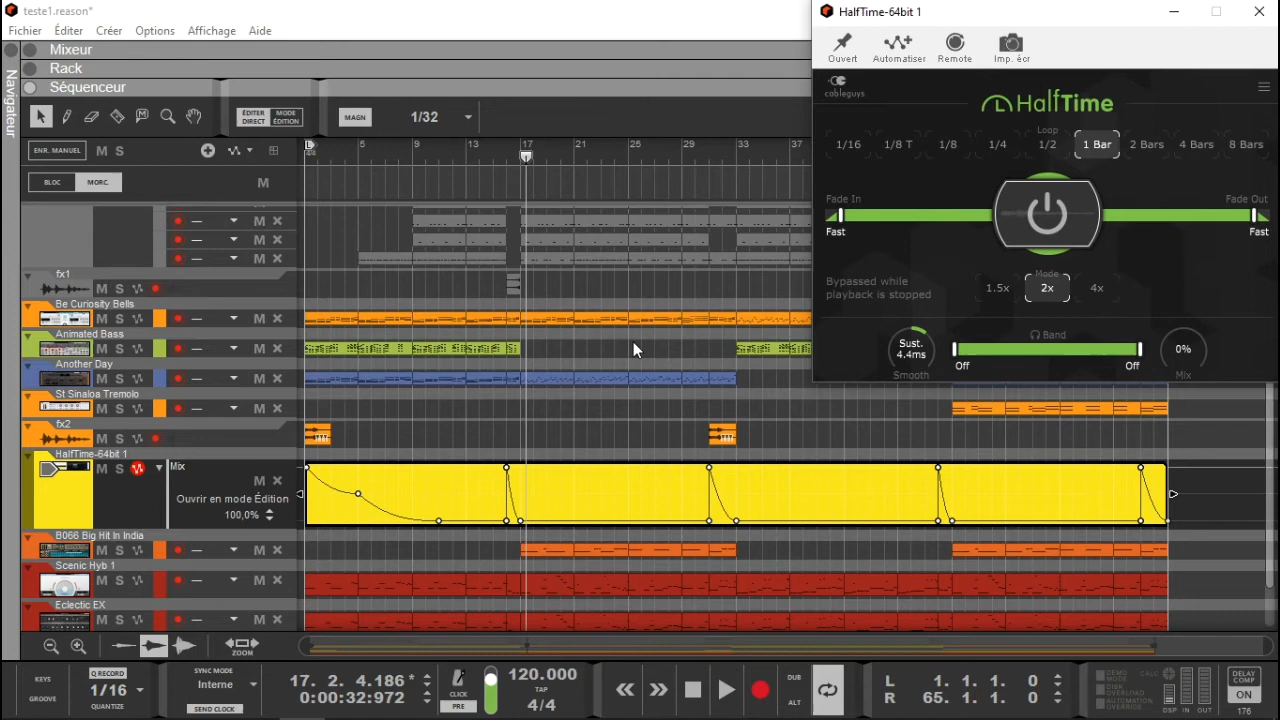 teste1.reason*
Fichier Éditer Créer Options Affichage Aide
Mixeur
Rack
Séquenceur
Navigateur
ÉDITER DIRECT
MODE ÉDITION
MAGN
1/32
ENR. MANUEL
M S
L
5 9 13 17 21 25 29 33 37
BLOC MORC.
M
M
M
M
fx1
M S
Be Curiosity Bells
M S M
Animated Bass
M S M
Another Day
M S M
St Sinaloa Tremolo
M S M
fx2
M S
HalfTime-64bit 1
M S
Mix
M
Ouvrir en mode Édition
100,0%
B066 Big Hit In India
M S M
Scenic Hyb 1
M S M
Eclectic EX
M S M
ZOOM
HalfTime-64bit 1
Ouvert Automatiser Remote Imp. écr
cableguys
HalfTime
Loop
1/16 1/8 T 1/8 1/4 1/2 1 Bar 2 Bars 4 Bars 8 Bars
Fade In
Fade Out
Fast
Fast
Bypassed while
playback is stopped
Mode
1.5x 2x 4x
Sust.
4.4ms
Smooth
Band
Off
Off
0%
Mix
KEYS
GROOVE
Q RECORD
1/16
QUANTIZE
SYNC MODE
Interne
SEND CLOCK
17. 2. 4.186 *
0:00:32:972
CLICK
PRE
120.000
TAP
4/4
DUB
ALT
L 1. 1. 1. 0
R 65. 1. 1. 0
DEMO MODE
DISK OVERLOAD
AUTOMATION OVERRIDE
CALC
DSP IN OUT
DELAY COMP
ON
176